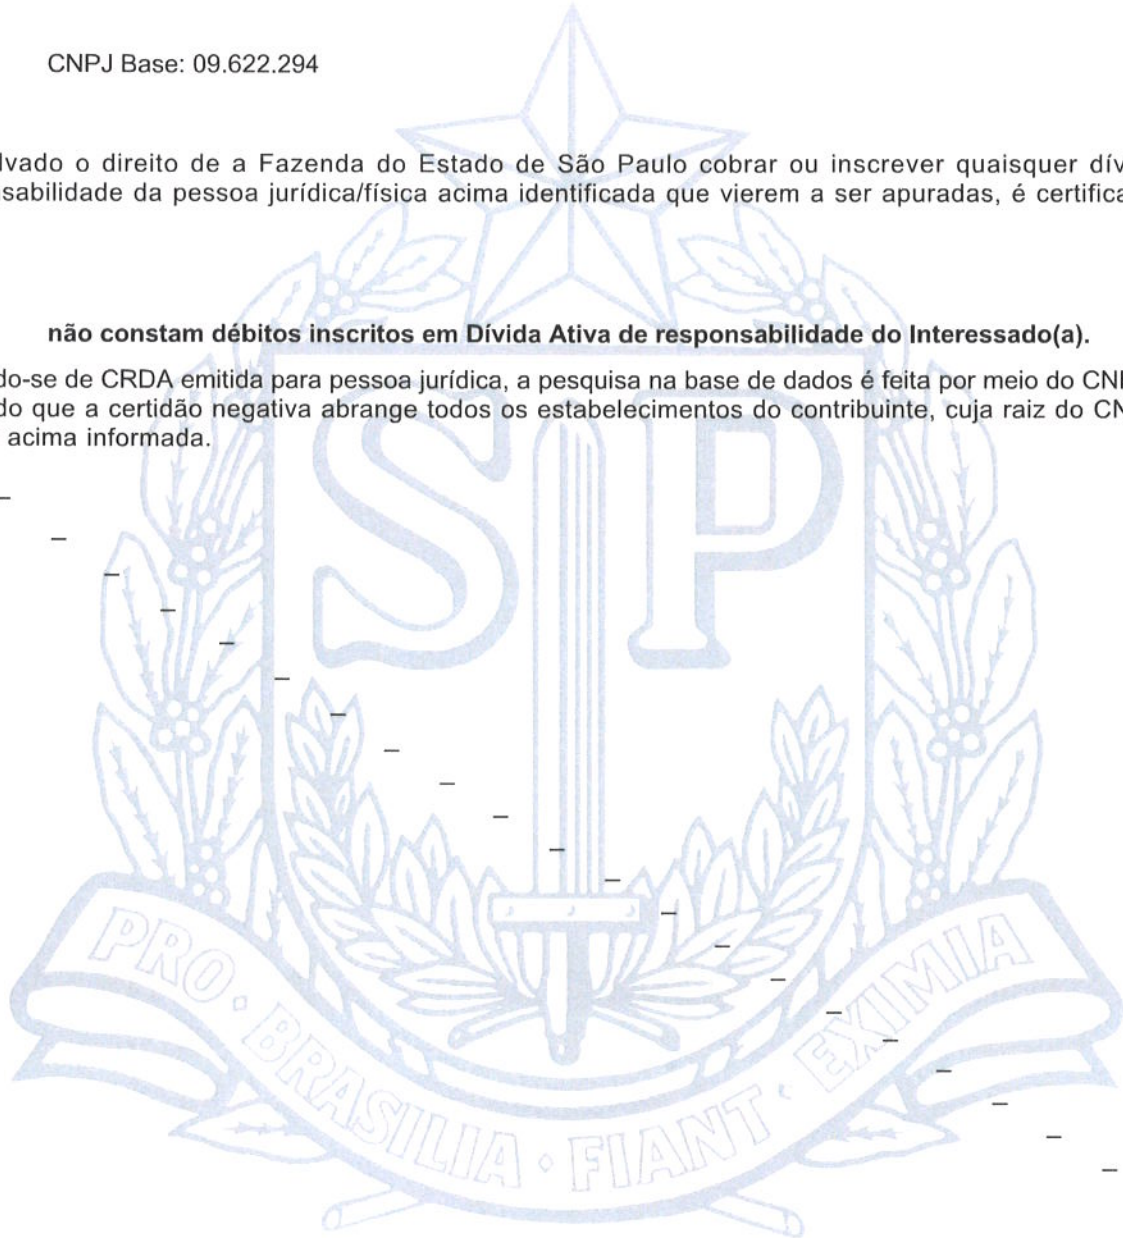 CNPJ Base: 09.622.294
lvado o direito de a Fazenda do Estado de São Paulo cobrar ou inscrever quaisquer dív
nsabilidade da pessoa jurídica/física acima identificada que vierem a ser apuradas, é certifica
não constam débitos inscritos em Dívida Ativa de responsabilidade do Interessado(a).
do-se de CRDA emitida para pessoa jurídica, a pesquisa na base de dados é feita por meio do CNP
do que a certidão negativa abrange todos os estabelecimentos do contribuinte, cuja raiz do CN
acima informada.
SP
PRO · BRASILIA · FIANT · EXIMIA